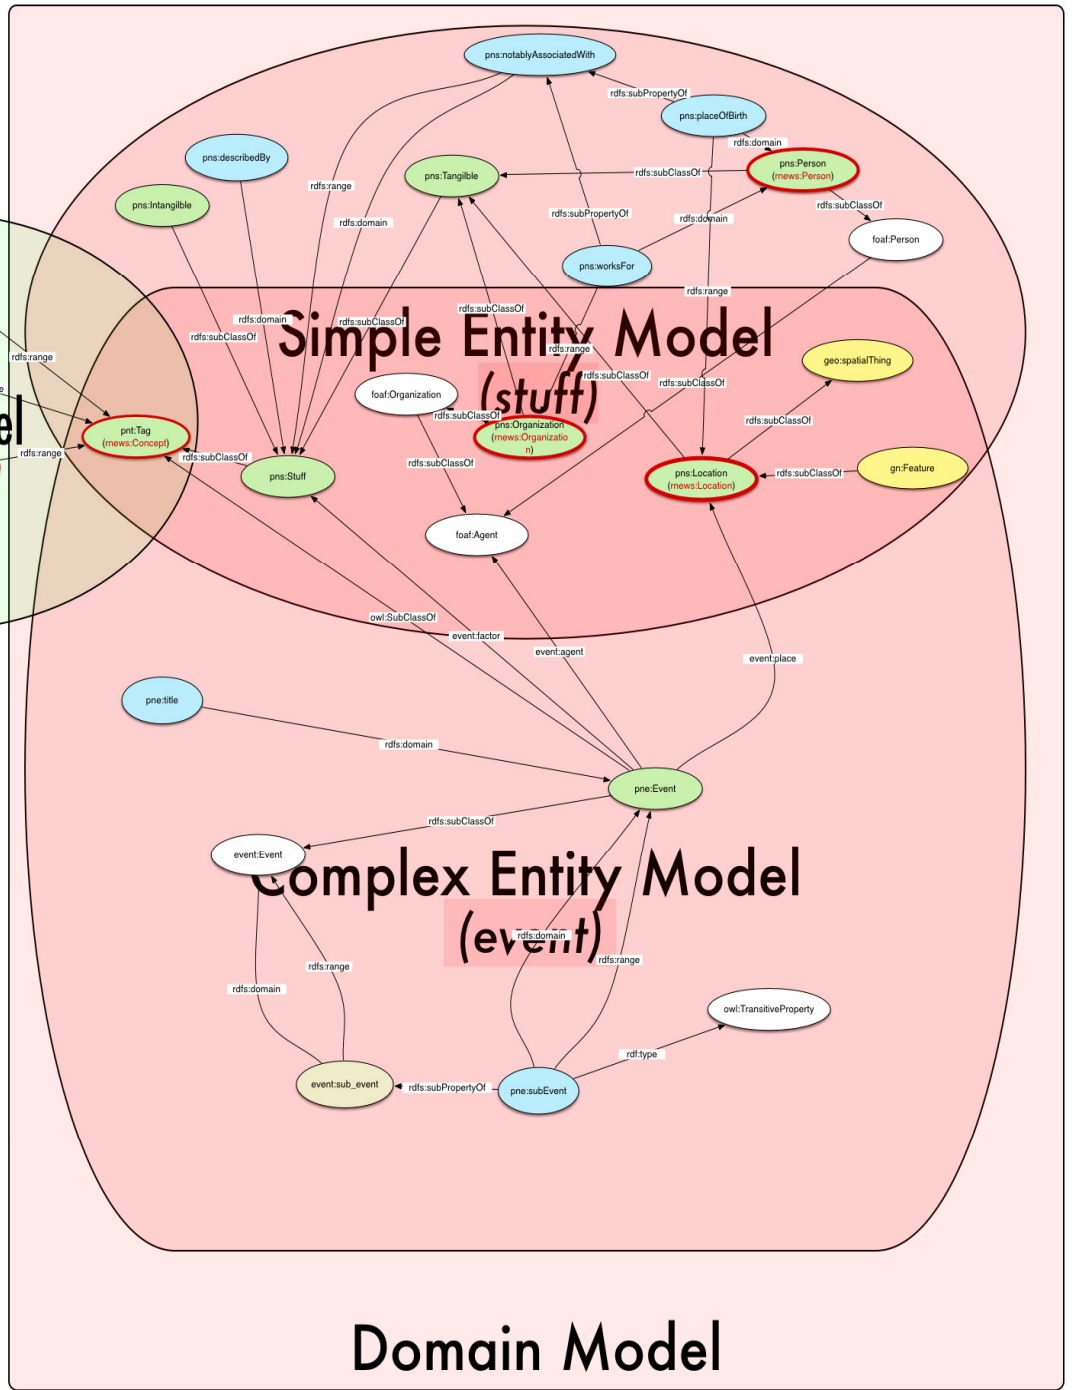 pns:notablyAssociatedWith
rdfs:subPropertyOf
pns:placeOfBirth
rdfs:domain
pns:describedBy
pns:Person
(rnews:Person)
pns:Tangilble
rdfs:subClassOf
rdfs:range
pns:Intangilble
rdfs:subClassOf
rdfs:domain
rdfs:subPropertyOf
rdfs:domain
foaf:Person
pns:worksFor
rdfs:range
rdfs:subClassOf
rdfs:domain
rdfs:subClassOf
rdfs:subClassOf
Simple Entity Model
(stuff)
rdfs:range
rdfs:range
geo:spatialThing
rdfs:subClassOf
rdfs:subClassOf
foaf:Organization
rdfs:subClassOf
rdfs:subClassOf
pns:Organization
(rnews:Organizatio
n)
el
pnt:Tag
(rnews:Concept)
rdfs:range
rdfs:subClassOf
rdfs:subClassOf
pns:Stuff
pns:Location
(rnews:Location)
rdfs:subClassOf
gn:Feature
foaf:Agent
owl:SubClassOf
event:factor
event:agent
event:place
pne:title
rdfs:domain
pne:Event
rdfs:subClassOf
event:Event
Complex Entity Model
(event)
rdfs:domain
rdfs:range
rdfs:range
rdfs:domain
owl:TransitiveProperty
rdf:type
event:sub_event
rdfs:subPropertyOf
pne:subEvent
Domain Model